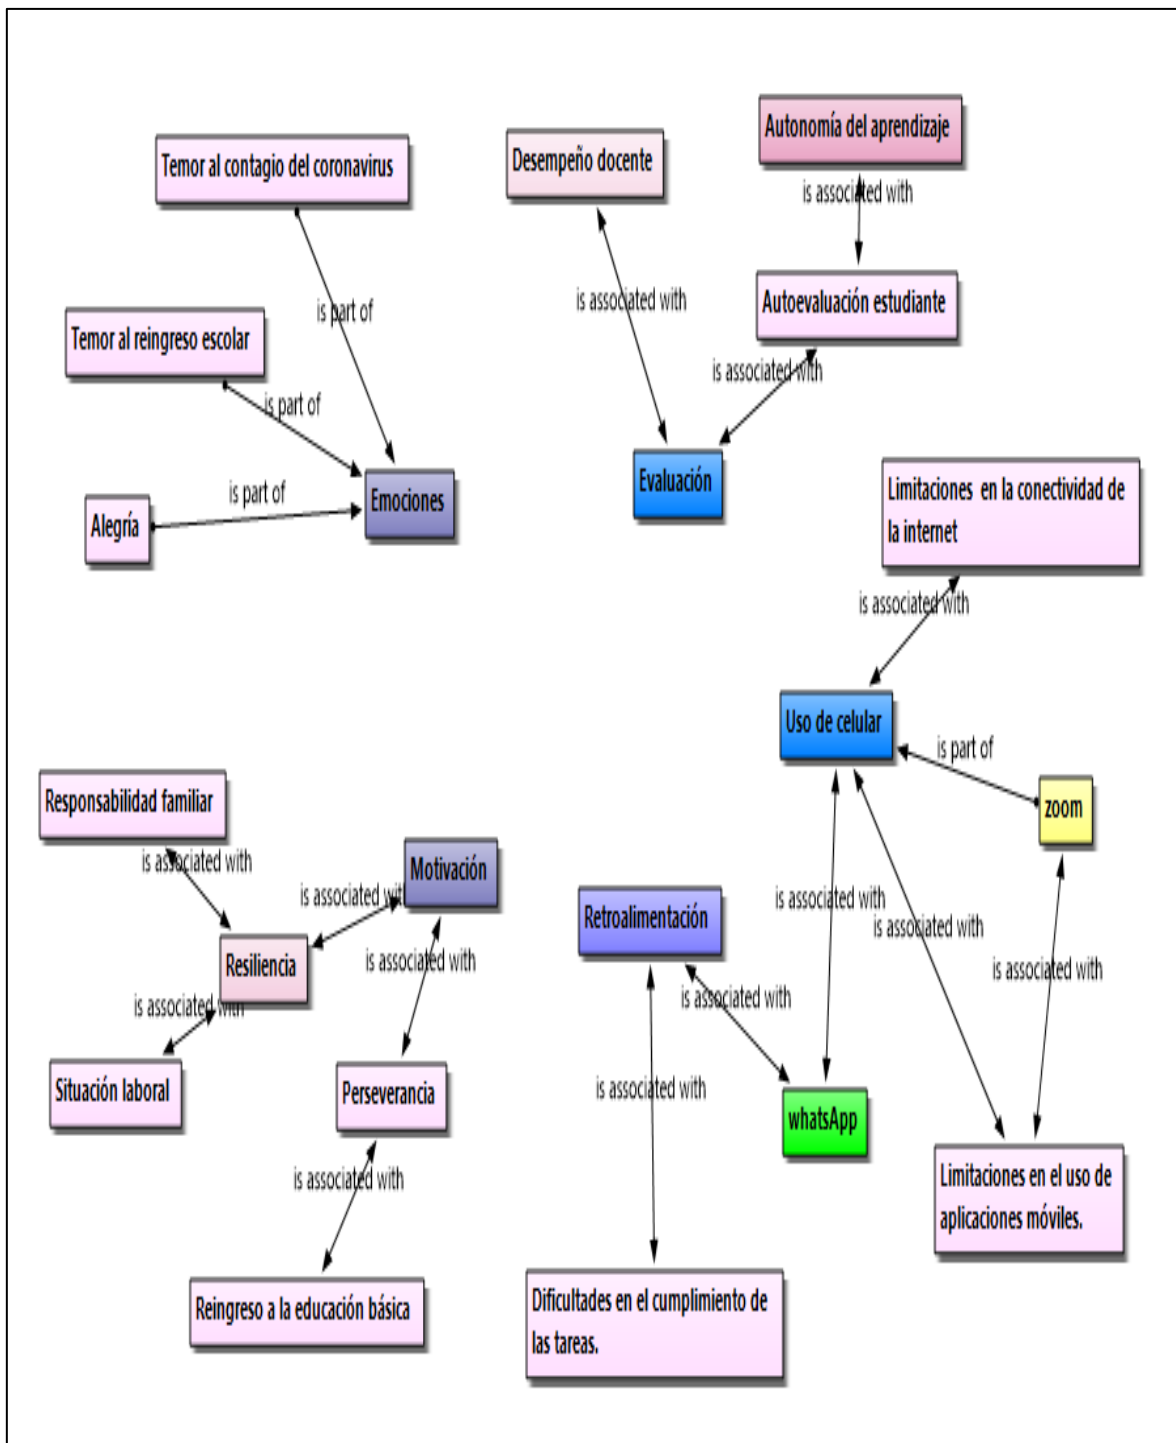 Autonomía del aprendizaje
Desempeño docente
Temor al contagio del coronavirus
is associated with
is associated with
Autoevaluación estudiante
is part of
Temor al reingreso escolar
is associated with
is part of
is part of
Emociones
Alegría
Evaluación
Limitaciones en la conectividad de
la internet
is associated with
Uso de celular
is part of
zoom
Responsabilidad familiar
is associated with
Motivación
is associated with
is associated with
Resiliencia
is associated with
is associated with
Situación laboral
Perseverancia
is associated with
Reingreso a la educación básica
Retroalimentación
is associated with
is associated with
is associated with
is associated with
is associated with
whatsApp
Limitaciones en el uso de
aplicaciones móviles.
Dificultades en el cumplimiento de
las tareas.